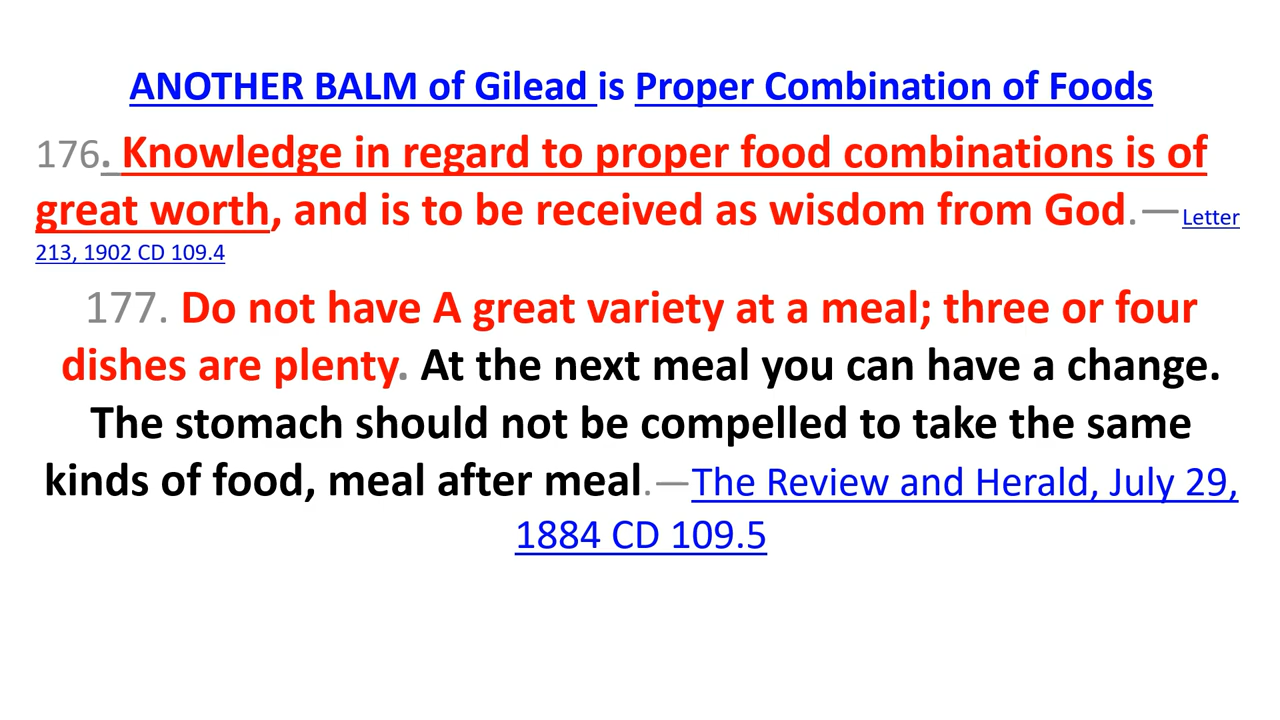 ANOTHER BALM of Gilead is Proper Combination of Foods
176. Knowledge in regard to proper food combinations is of
great worth, and is to be received as wisdom from God.—Letter
213, 1902 CD 109.4
177. Do not have A great variety at a meal; three or four
dishes are plenty. At the next meal you can have a change.
The stomach should not be compelled to take the same
kinds of food, meal after meal.—The Review and Herald, July 29,
1884 CD 109.5